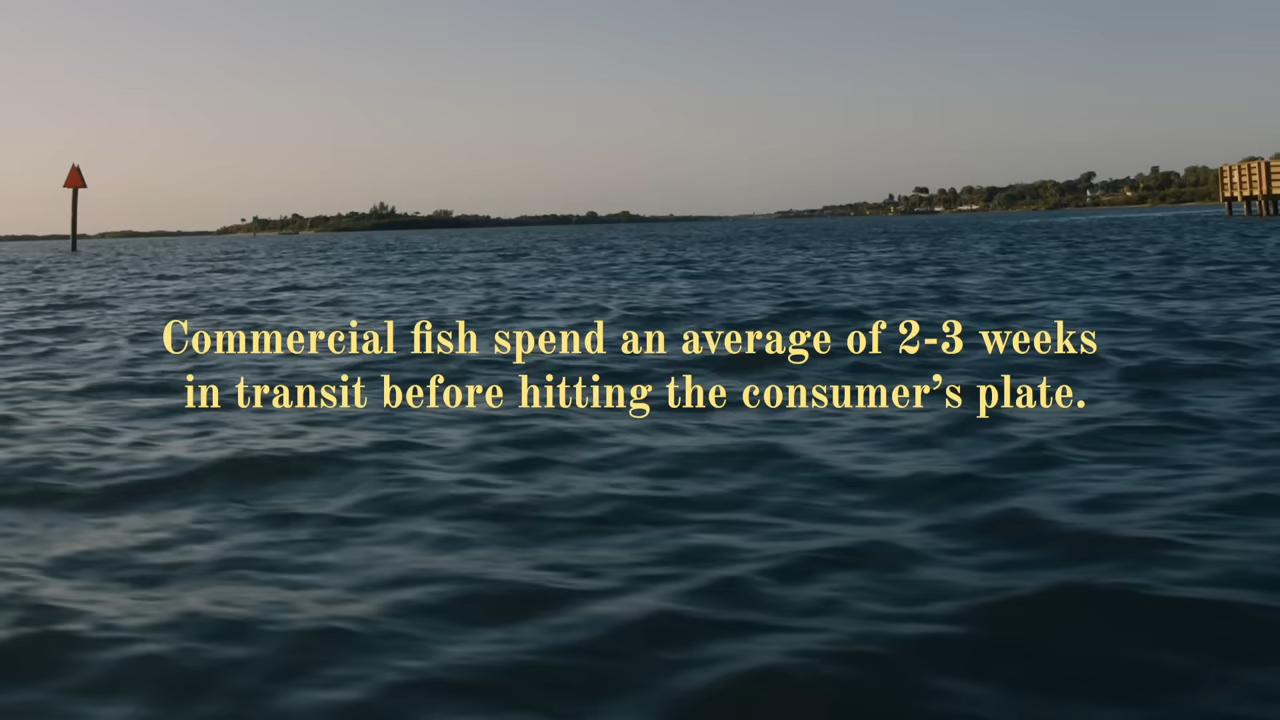 Commercial fish spend an average of 2-3 weeks
in transit before hitting the consumer’s plate.